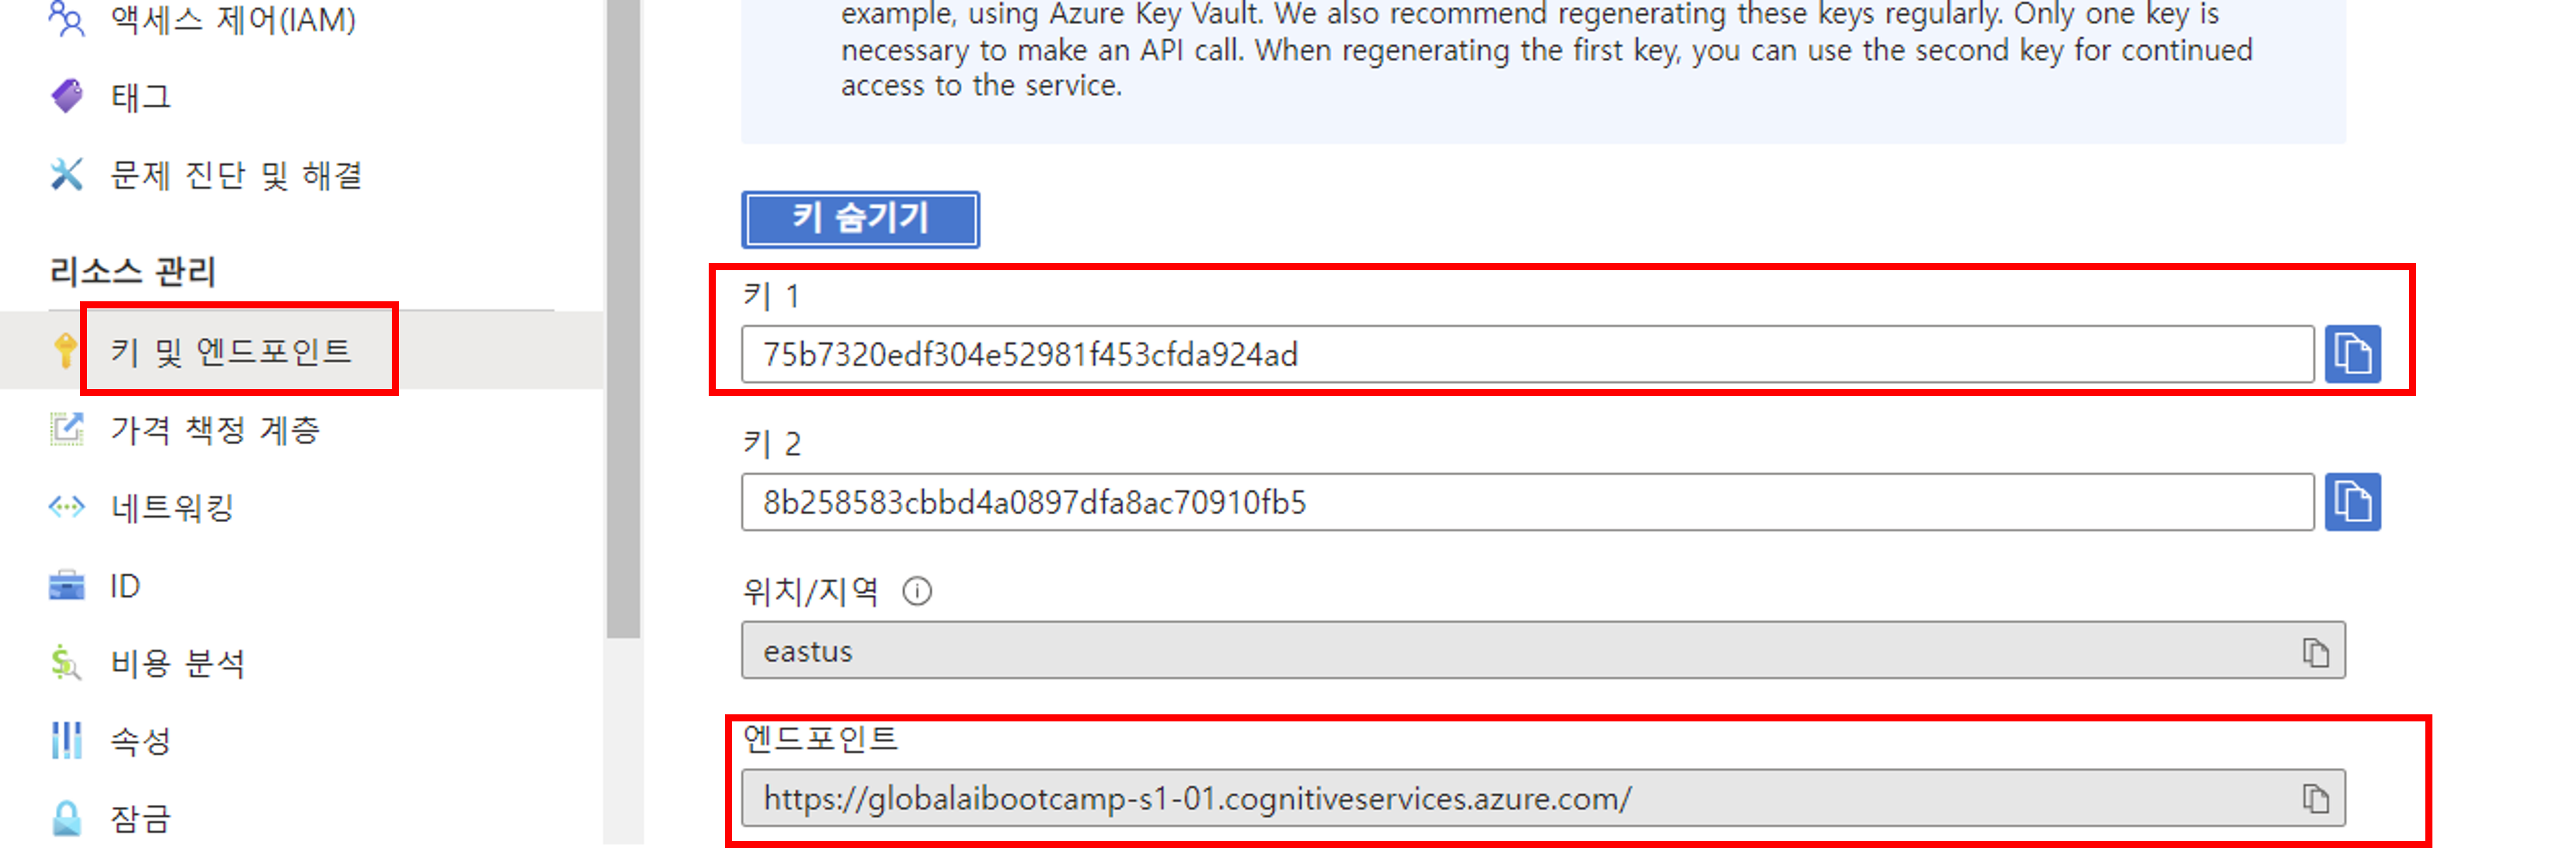 액세스 제어(IAM)
태그
문제 진단 및 해결
리소스 관리
키 및 엔드포인트
가격 책정 계층
네트워킹
ID
비용 분석
속성
잠금
example, using Azure Key Vault. We also recommend regenerating these keys regularly. Only one key is
necessary to make an API call. When regenerating the first key, you can use the second key for continued
access to the service.
키 숨기기
키 1
75b7320edf304e52981f453cfda924ad
키 2
8b258583cbbd4a0897dfa8ac70910fb5
위치/지역
eastus
엔드포인트
https://globalaibootcamp-s1-01.cognitiveservices.azure.com/